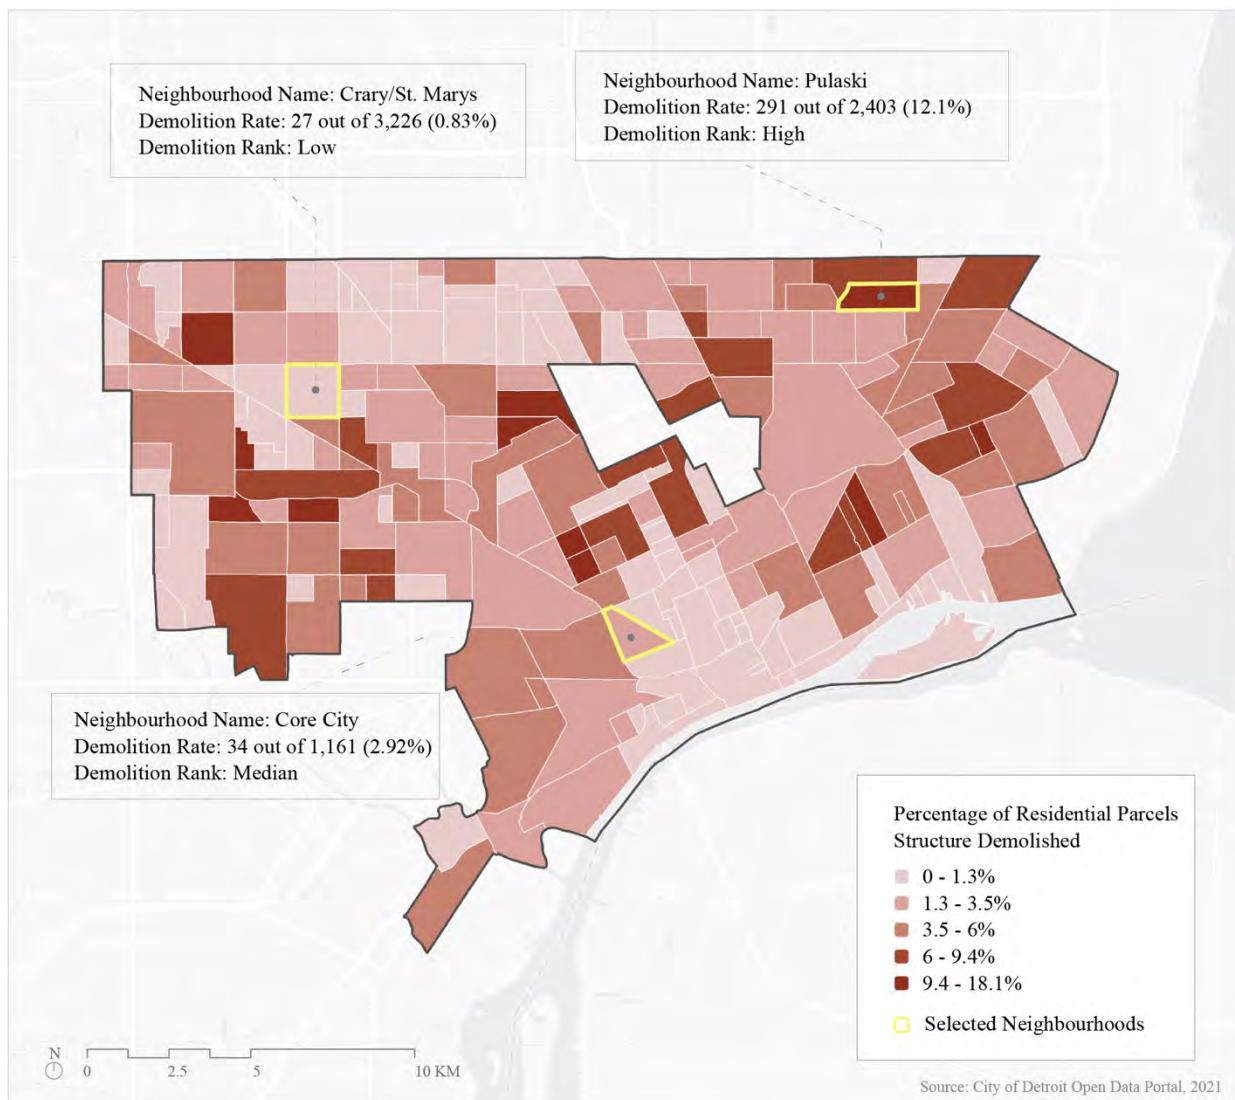 Neighbourhood Name: Crary/St. Marys
Demolition Rate: 27 out of 3,226 (0.83%)
Demolition Rank: Low
Neighbourhood Name: Pulaski
Demolition Rate: 291 out of 2,403 (12.1%)
Demolition Rank: High
Neighbourhood Name: Core City
Demolition Rate: 34 out of 1,161 (2.92%)
Demolition Rank: Median
Percentage of Residential Parcels
Structure Demolished
0 - 1.3%
1.3 - 3.5%
3.5 - 6%
6 - 9.4%
9.4 - 18.1%
Selected Neighbourhoods
N
0 2.5 5 10 KM
Source: City of Detroit Open Data Portal, 2021